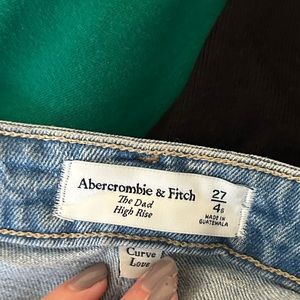 Abercrombie & Fitch
The Dad
High Rise
27
4R
MADE IN
GUATEMALA
Curve
Love